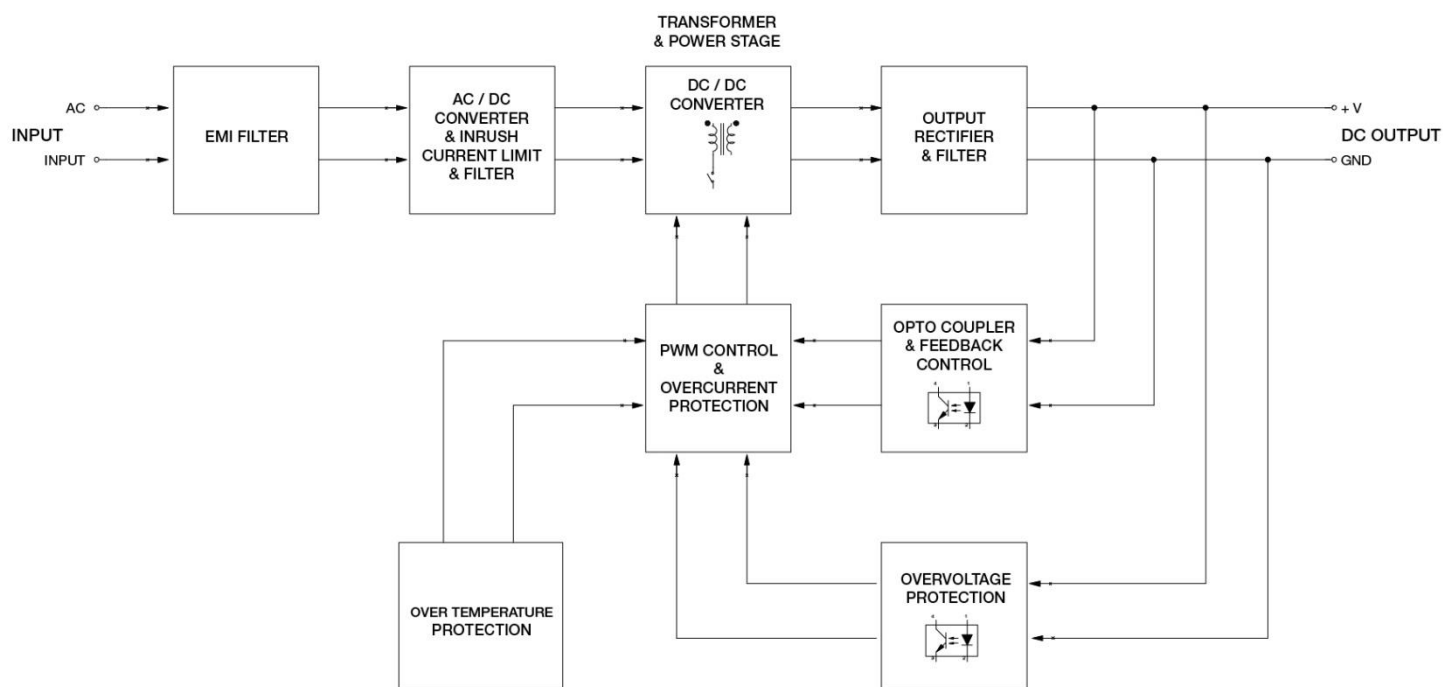 TRANSFORMER
& POWER STAGE
INPUT
AC
INPUT
EMI FILTER
AC / DC
CONVERTER
& INRUSH
CURRENT LIMIT
& FILTER
DC / DC
CONVERTER
OUTPUT
RECTIFIER
& FILTER
+ V
DC OUTPUT
GND
PWM CONTROL
&
OVERCURRENT
PROTECTION
OPTO COUPLER
& FEEDBACK
CONTROL
OVER TEMPERATURE
PROTECTION
OVERVOLTAGE
PROTECTION